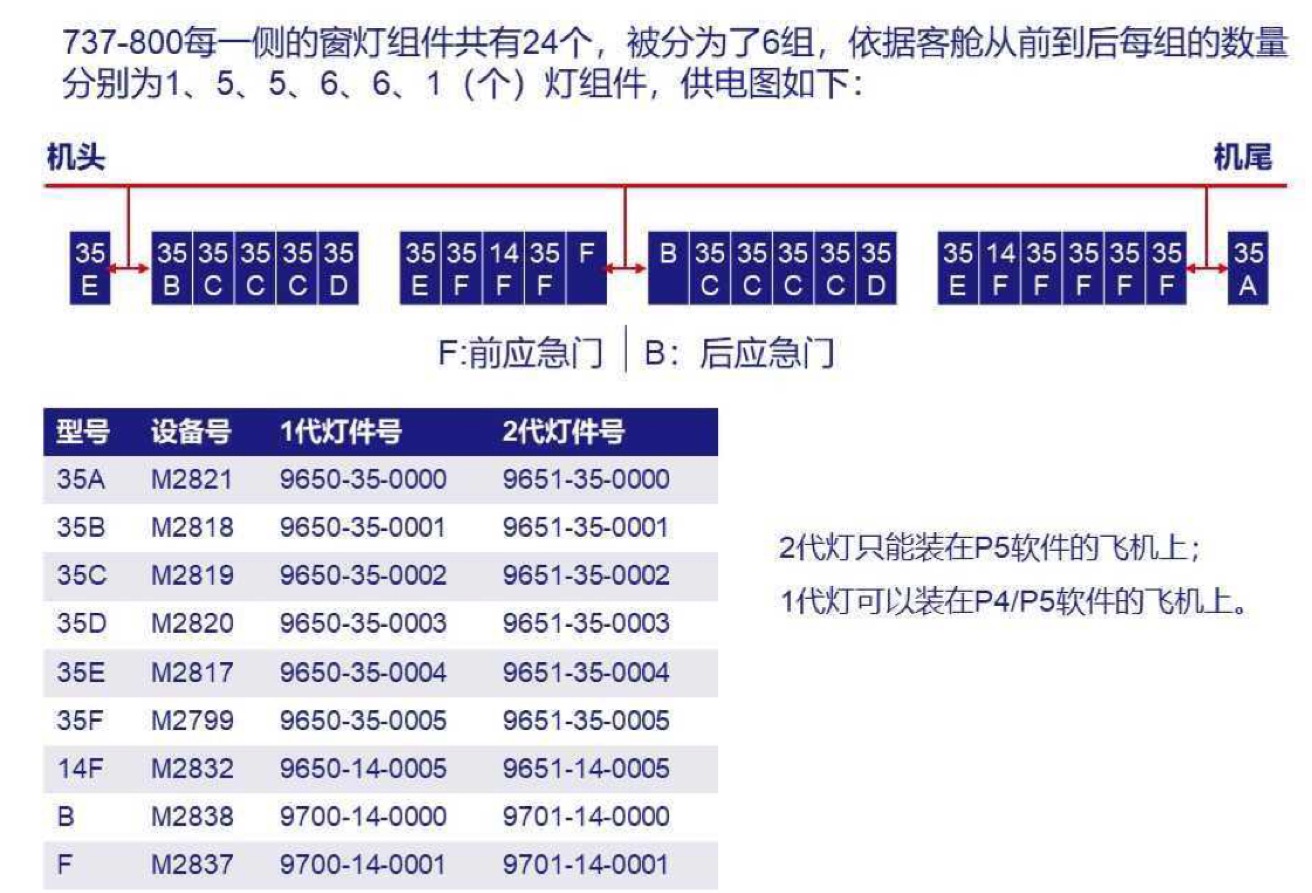 737-800每一侧的窗灯组件共有24个，被分为了6组，依据客舱从前到后每组的数量
分别为1、5、5、6、6、1（个）灯组件，供电图如下：
机头 机尾
35 35 35 35 35 35 35 35 14 35 F B 35 35 35 35 35 35 14 35 35 35 35 35
E B C C C D E F F F C C C C D E F F F F F A
F:前应急门 B：后应急门
型号 设备号 1代灯件号 2代灯件号
35A M2821 9650-35-0000 9651-35-0000
35B M2818 9650-35-0001 9651-35-0001
35C M2819 9650-35-0002 9651-35-0002
35D M2820 9650-35-0003 9651-35-0003
35E M2817 9650-35-0004 9651-35-0004
35F M2799 9650-35-0005 9651-35-0005
14F M2832 9650-14-0005 9651-14-0005
B M2838 9700-14-0000 9701-14-0000
F M2837 9700-14-0001 9701-14-0001
2代灯只能装在P5软件的飞机上；
1代灯可以装在P4/P5软件的飞机上。